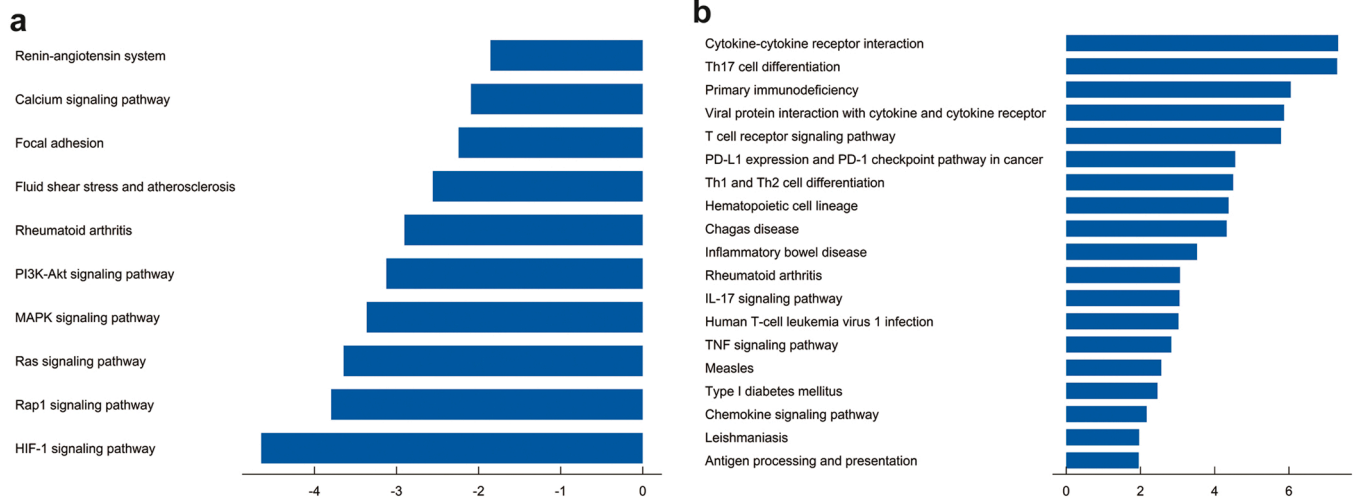 a
Renin-angiotensin system
Calcium signaling pathway
Focal adhesion
Fluid shear stress and atherosclerosis
Rheumatoid arthritis
PI3K-Akt signaling pathway
MAPK signaling pathway
Ras signaling pathway
Rap1 signaling pathway
HIF-1 signaling pathway
-4 -3 -2 -1 0
b
Cytokine-cytokine receptor interaction
Th17 cell differentiation
Primary immunodeficiency
Viral protein interaction with cytokine and cytokine receptor
T cell receptor signaling pathway
PD-L1 expression and PD-1 checkpoint pathway in cancer
Th1 and Th2 cell differentiation
Hematopoietic cell lineage
Chagas disease
Inflammatory bowel disease
Rheumatoid arthritis
IL-17 signaling pathway
Human T-cell leukemia virus 1 infection
TNF signaling pathway
Measles
Type I diabetes mellitus
Chemokine signaling pathway
Leishmaniasis
Antigen processing and presentation
0 2 4 6